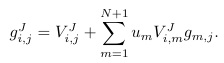 $g_{i,j}^{J} = V_{i,j}^{J} + \sum_{m=1}^{N+1} u_m V_{i,m}^{J} g_{m,j}.$